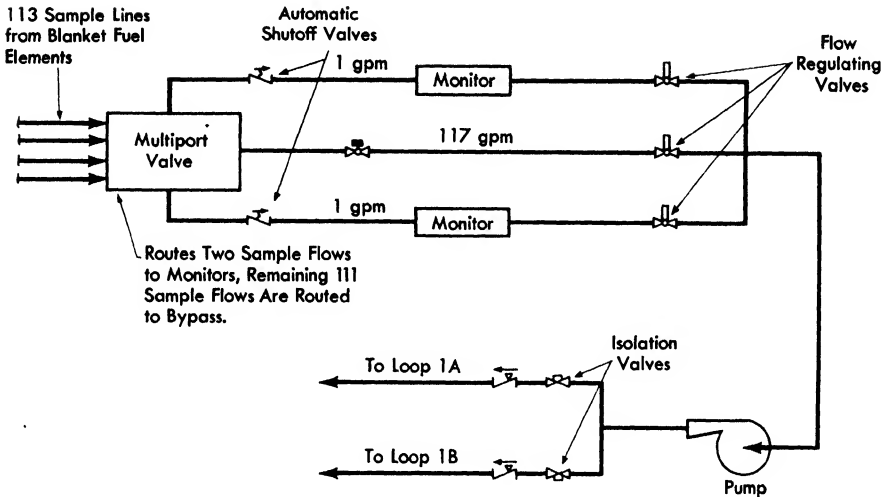 113 Sample Lines
from Blanket Fuel
Elements
Automatic
Shutoff Valves
1 gpm
Monitor
Flow
Regulating
Valves
Multiport
Valve
117 gpm
1 gpm
Monitor
Routes Two Sample Flows
to Monitors, Remaining 111
Sample Flows Are Routed
to Bypass.
Isolation
Valves
To Loop 1A
To Loop 1B
Pump